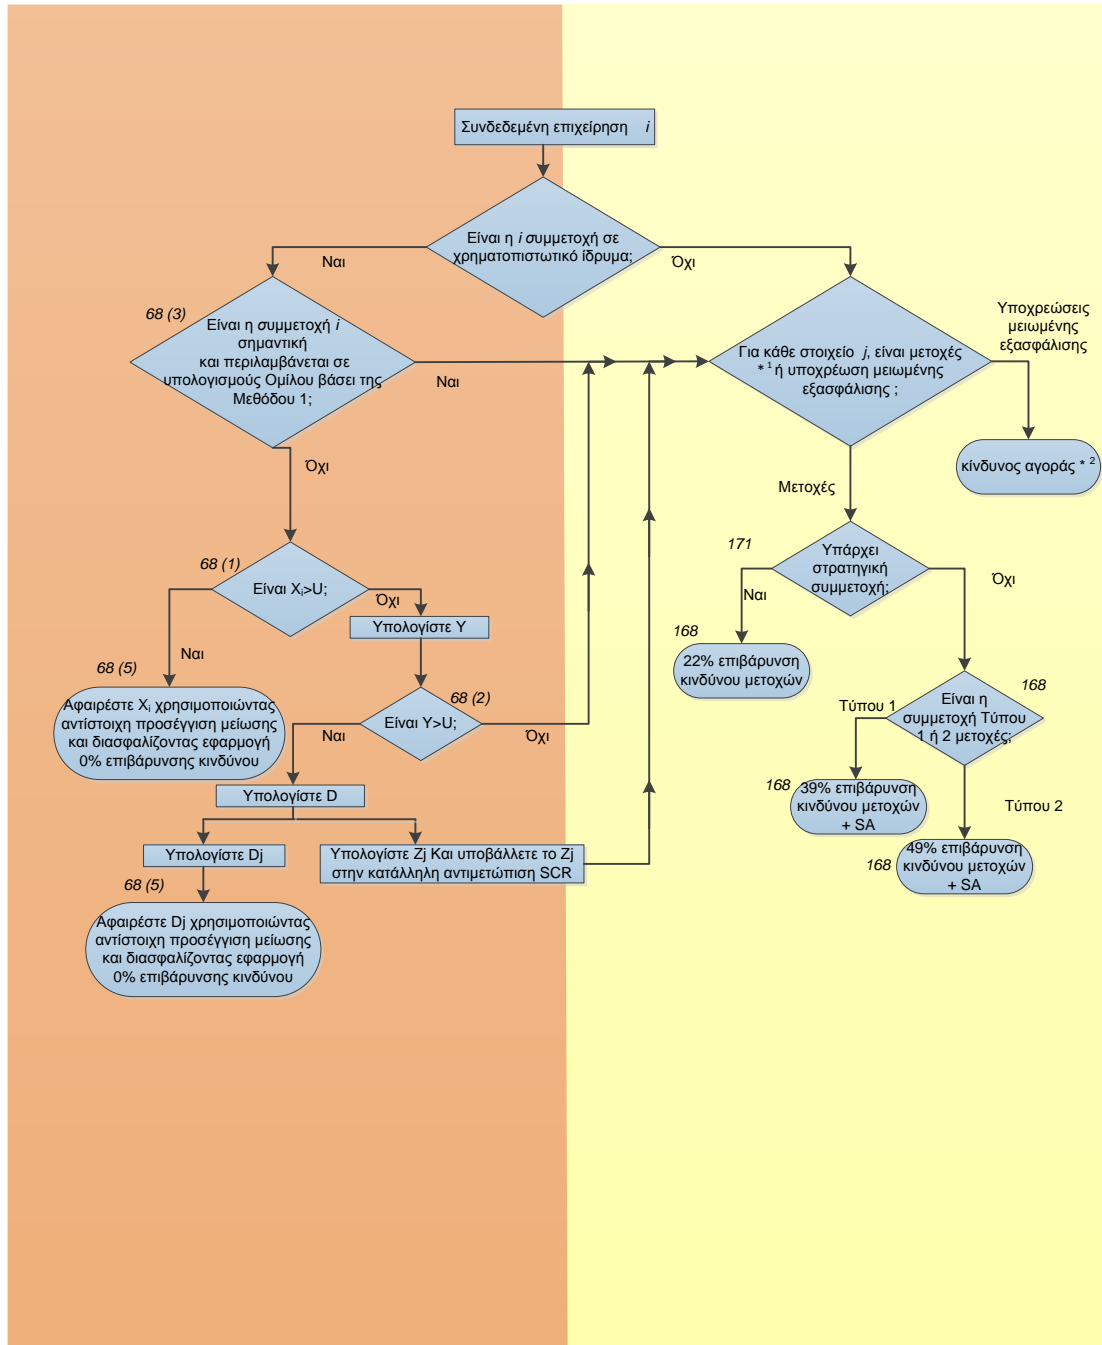 Συνδεδεμένη επιχείρηση i
Είναι η i συμμετοχή σε
χρηματοπιστωτικό ίδρυμα;
Ναι
Όχι
68 (3)
Είναι η συμμετοχή i
σημαντική
και περιλαμβάνεται σε
υπολογισμούς Ομίλου βάσει της
Μεθόδου 1;
Ναι
Όχι
Για κάθε στοιχείο j, είναι μετοχές
* 1 ή υποχρέωση μειωμένης
εξασφάλισης ;
Υποχρεώσεις
μειωμένης
εξασφάλισης
κίνδυνος αγοράς * 2
Μετοχές
68 (1)
Είναι Xi>U;
Όχι
Ναι
Υπολογίστε Y
68 (5)
Αφαιρέστε Xi χρησιμοποιώντας
αντίστοιχη προσέγγιση μείωσης
και διασφαλίζοντας εφαρμογή
0% επιβάρυνσης κινδύνου
68 (2)
Είναι Y>U;
Ναι
Όχι
Υπολογίστε D
Υπολογίστε Dj
Υπολογίστε Zj Και υποβάλλετε το Zj
στην κατάλληλη αντιμετώπιση SCR
68 (5)
Αφαιρέστε Dj χρησιμοποιώντας
αντίστοιχη προσέγγιση μείωσης
και διασφαλίζοντας εφαρμογή
0% επιβάρυνσης κινδύνου
171
Υπάρχει
στρατηγική
συμμετοχή;
Ναι
Όχι
168
22% επιβάρυνση
κινδύνου μετοχών
168
Είναι η
συμμετοχή Τύπου
1 ή 2 μετοχές;
Τύπου 1
Τύπου 2
168
39% επιβάρυνση
κινδύνου μετοχών
+ SA
168
49% επιβάρυνση
κινδύνου μετοχών
+ SA